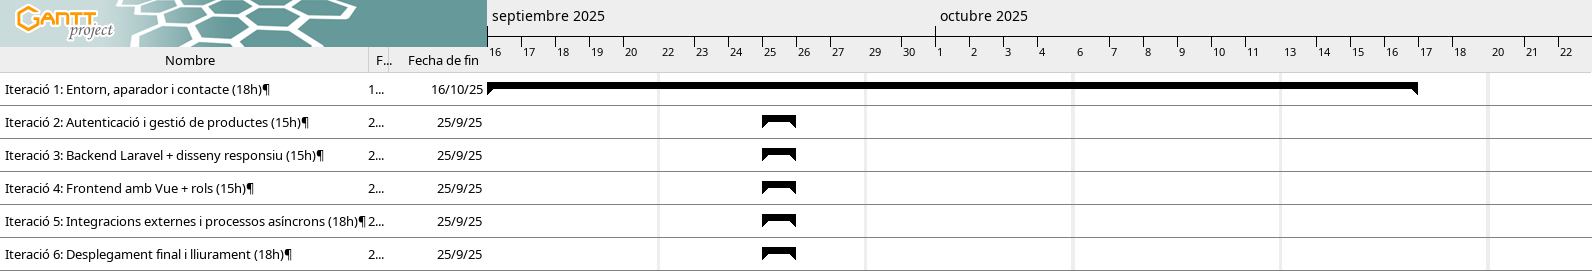 GANTT project
septiembre 2025 octubre 2025
16 17 18 19 20 22 23 24 25 26 27 29 30 1 2 3 4 6 7 8 9 10 11 13 14 15 16 17 18 20 21 22
Nombre F... Fecha de fin
Iteració 1: Entorn, aparador i contacte (18h)¶ 1... 16/10/25
Iteració 2: Autenticació i gestió de productes (15h)¶ 2... 25/9/25
Iteració 3: Backend Laravel + disseny responsiu (15h)¶ 2... 25/9/25
Iteració 4: Frontend amb Vue + rols (15h)¶ 2... 25/9/25
Iteració 5: Integracions externes i processos asíncrons (18h)¶ 2... 25/9/25
Iteració 6: Desplegament final i lliurament (18h)¶ 2... 25/9/25